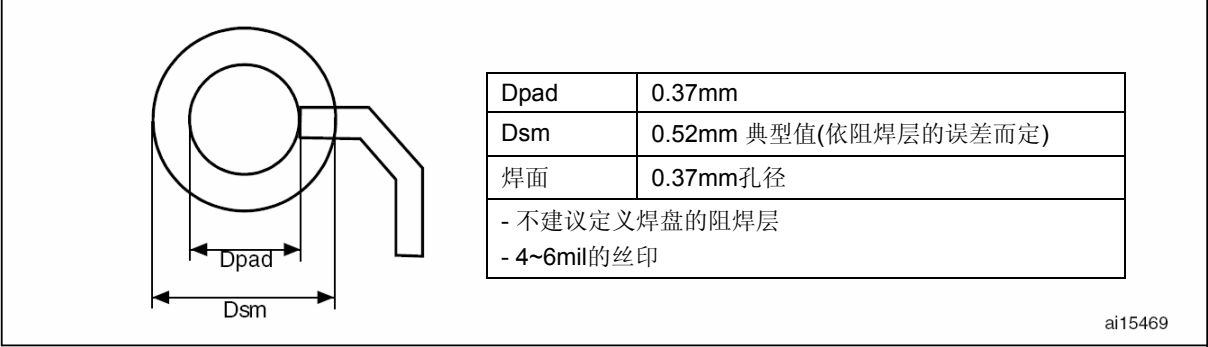 Dpad
Dsm
Dpad 0.37mm
Dsm 0.52mm 典型值(依阻焊层的误差而定)
焊面 0.37mm孔径
- 不建议定义焊盘的阻焊层
- 4~6mil的丝印
ai15469